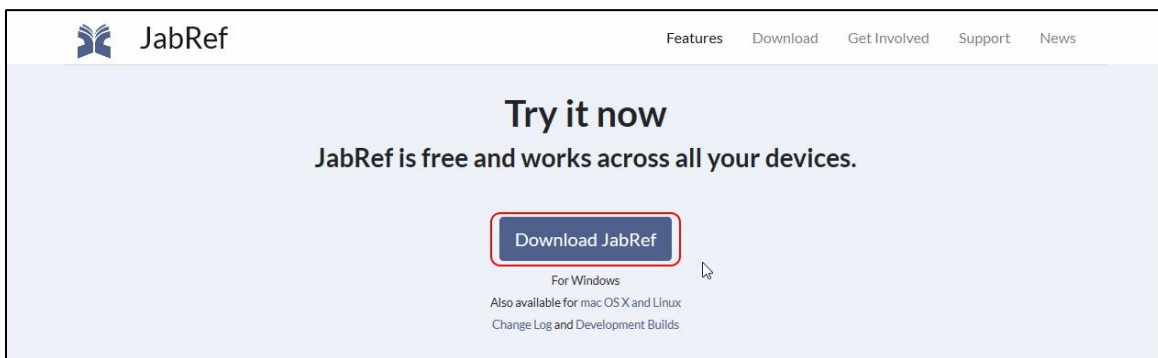 JabRef
Features Download Get Involved Support News
Try it now
JabRef is free and works across all your devices.
Download JabRef
For Windows
Also available for mac OS X and Linux
Change Log and Development Builds